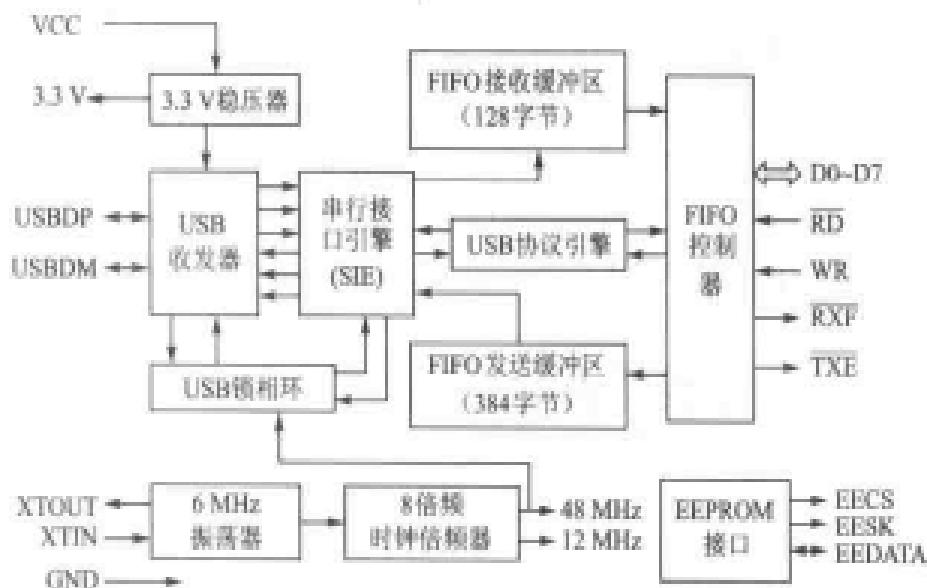 VCC
3.3 V
3.3 V稳压器
FIFO接收缓冲区
(128字节)
USBDP
USBDM
USB
收发器
串行接
口引擎
(SIE)
USB协议引擎
FIFO
控制
器
D0~D7
RD
WR
RXF
TXE
USB锁相环
FIFO发送缓冲区
(384字节)
XTOUT
XTIN
6 MHz
振荡器
8倍频
时钟倍频器
48 MHz
12 MHz
EEPROM
接口
EECS
EESK
EEDATA
GND